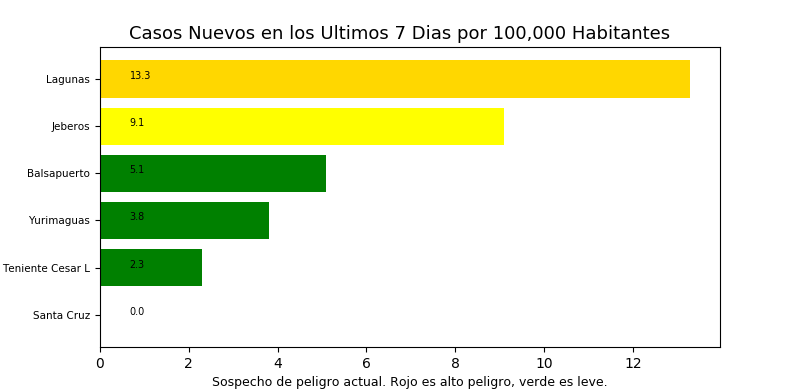 Casos Nuevos en los Ultimos 7 Dias por 100,000 Habitantes
Lagunas 13.3
Jeberos 9.1
Balsapuerto 5.1
Yurimaguas 3.8
Teniente Cesar L 2.3
Santa Cruz 0.0
0 2 4 6 8 10 12
Sospecho de peligro actual. Rojo es alto peligro, verde es leve.